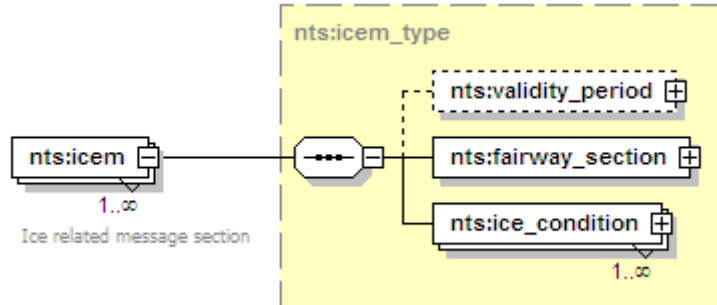 nts:icem_type
nts:validity_period
nts:icem
nts:fairway_section
1..∞
Ice related message section
nts:ice_condition
1..∞